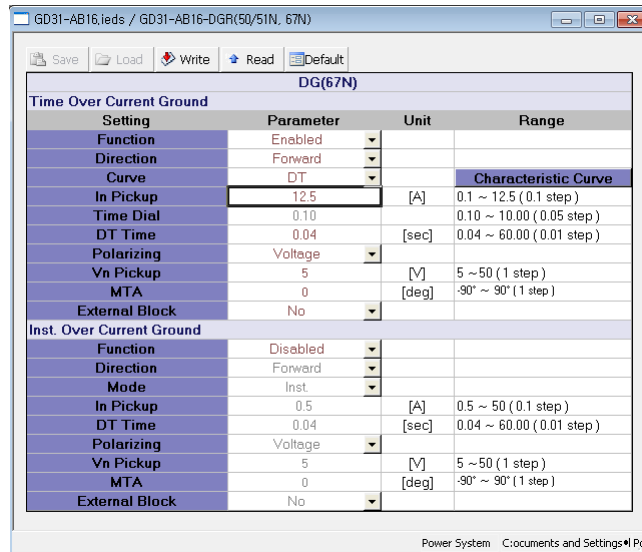 GD31-AB16.ieds / GD31-AB16-DGR(50/51N, 67N)
Save Load Write Read Default
DG(67N)
Time Over Current Ground
Setting Parameter Unit Range
Function Enabled
Direction Forward
Curve DT Characteristic Curve
In Pickup 12.5 [A] 0.1 ~ 12.5 ( 0.1 step )
Time Dial 0.10 0.10 ~ 10.00 ( 0.05 step )
DT Time 0.04 [sec] 0.04 ~ 60.00 ( 0.01 step )
Polarizing Voltage
Vn Pickup 5 [V] 5 ~50 ( 1 step )
MTA 0 [deg] -90° ~ 90° ( 1 step )
External Block No
Inst. Over Current Ground
Function Disabled
Direction Forward
Mode Inst.
In Pickup 0.5 [A] 0.5 ~ 50 ( 0.1 step )
DT Time 0.04 [sec] 0.04 ~ 60.00 ( 0.01 step )
Polarizing Voltage
Vn Pickup 5 [V] 5 ~50 ( 1 step )
MTA 0 [deg] -90° ~ 90° ( 1 step )
External Block No
Power System C:ocuments and Settings